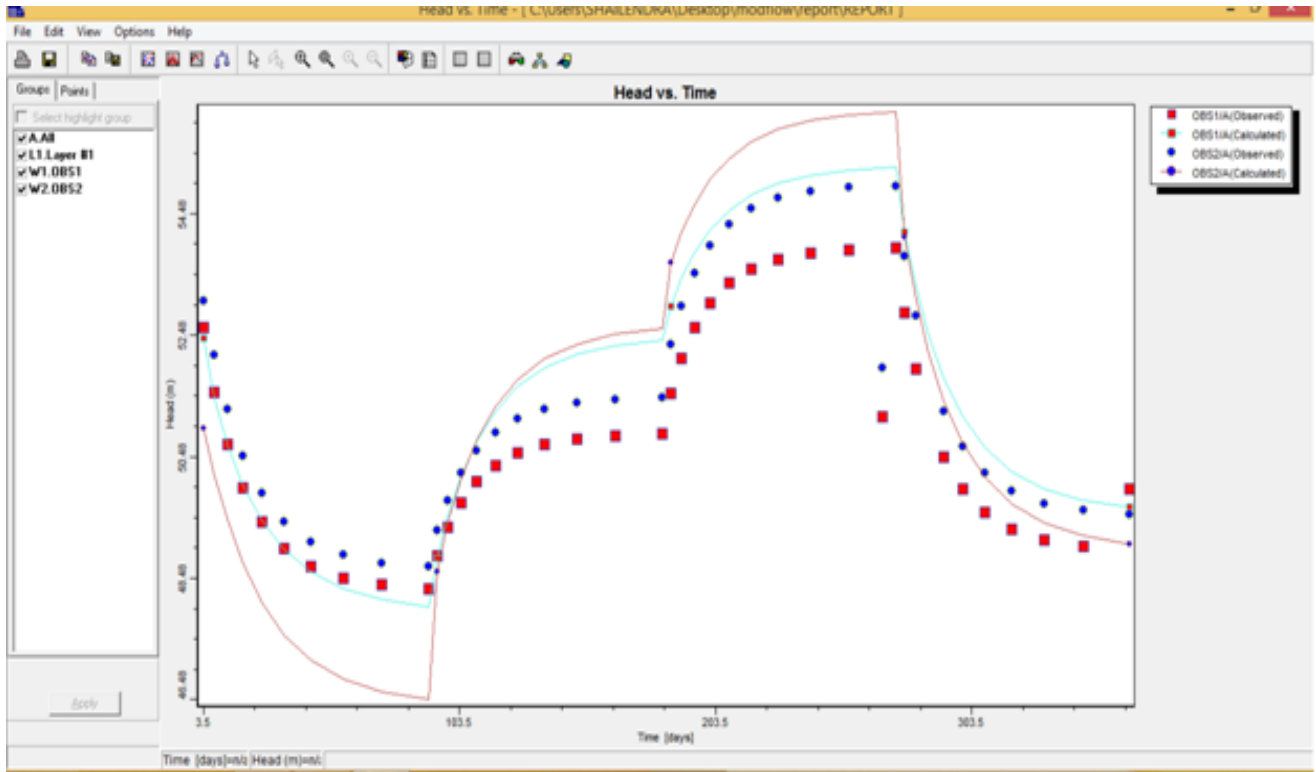 Head vs. Time - [ C:\Users\SHAILENDRA\Desktop\modflow\report\REPORT ]
File Edit View Options Help
Groups Points
Select highlight group
A.All
L1.Layer #1
W1.OBS1
W2.OBS2
Apply
Head vs. Time
Head (m)
54.48
52.48
50.48
48.48
46.48
3.5 103.5 203.5 303.5
Time [days]
OBS1/A(Observed)
OBS1/A(Calculated)
OBS2/A(Observed)
OBS2/A(Calculated)
Time [days]=n/a Head (m)=n/a